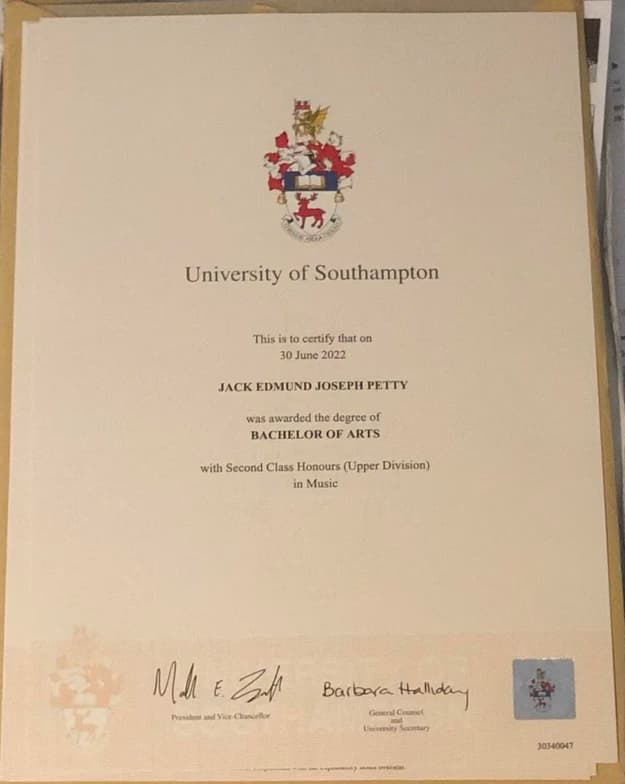 University of Southampton
This is to certify that on
30 June 2022
JACK EDMUND JOSEPH PETTY
was awarded the degree of
BACHELOR OF ARTS
with Second Class Honours (Upper Division)
in Music
Barbara Halliday
President and Vice-Chancellor
General Counsel
and
University Secretary
30340047